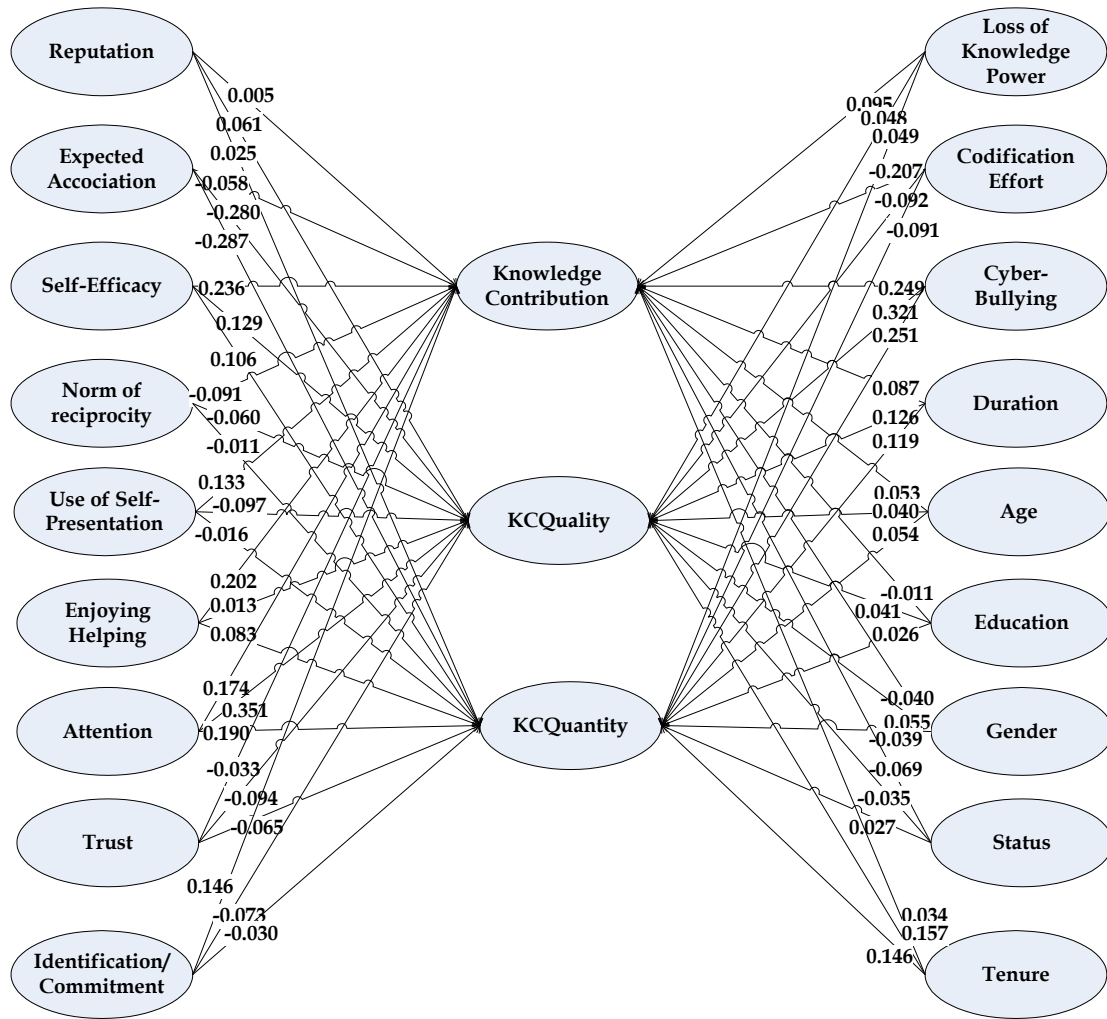 Reputation
Expected
Accociation
Self-Efficacy
Norm of
reciprocity
Use of Self-
Presentation
Enjoying
Helping
Attention
Trust
Identification/
Commitment
0.005
0.061
0.025
-0.058
-0.280
-0.287
0.236
0.129
0.106
-0.091
-0.060
-0.011
0.133
-0.097
-0.016
0.202
0.013
0.083
0.174
0.351
0.190
-0.033
-0.094
-0.065
0.146
-0.073
-0.030
Knowledge
Contribution
KCQuality
KCQuantity
0.095
0.048
0.049
-0.207
-0.092
-0.091
0.249
0.321
0.251
0.087
0.126
0.119
0.053
0.040
0.054
-0.011
0.041
0.026
-0.040
0.055
-0.039
-0.069
-0.035
0.027
0.034
0.157
0.146
Loss of
Knowledge
Power
Codification
Effort
Cyber-
Bullying
Duration
Age
Education
Gender
Status
Tenure